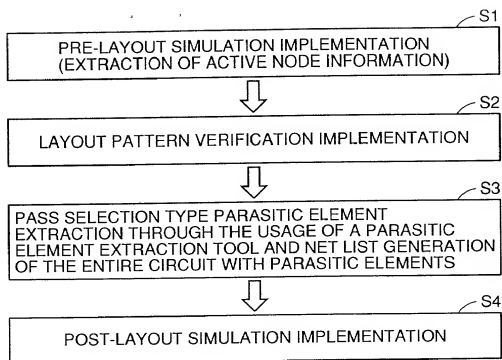 S1
PRE-LAYOUT SIMULATION IMPLEMENTATION
(EXTRACTION OF ACTIVE NODE INFORMATION)
S2
LAYOUT PATTERN VERIFICATION IMPLEMENTATION
S3
PASS SELECTION TYPE PARASITIC ELEMENT
EXTRACTION THROUGH THE USAGE OF A PARASITIC
ELEMENT EXTRACTION TOOL AND NET LIST GENERATION
OF THE ENTIRE CIRCUIT WITH PARASITIC ELEMENTS
S4
POST-LAYOUT SIMULATION IMPLEMENTATION